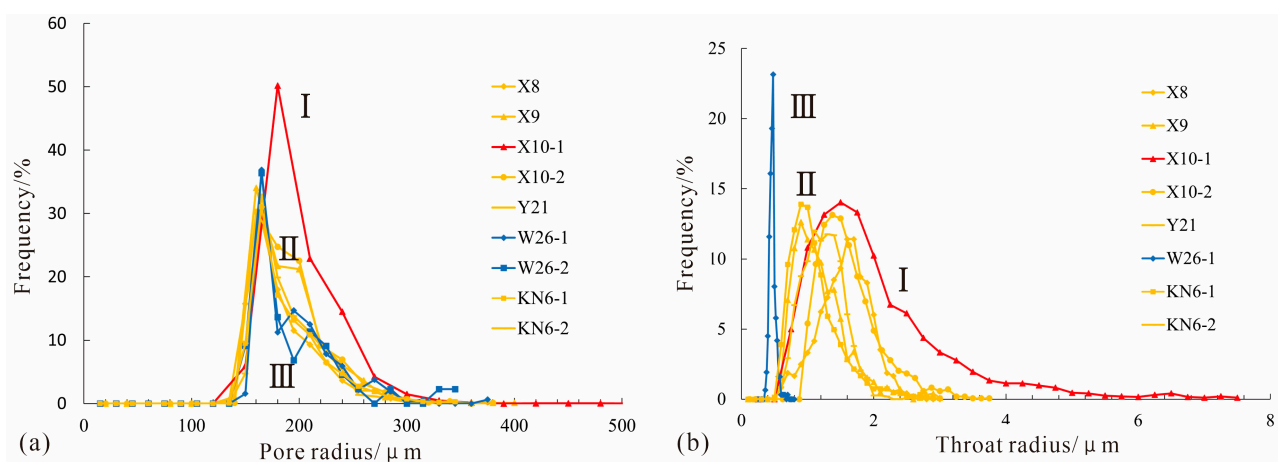 60
50
40
30
20
10
0
Frequency/%
0
100
200
300
400
500
Pore radius/μm
(a)
Ⅰ
Ⅱ
Ⅲ
X8
X9
X10-1
X10-2
Y21
W26-1
W26-2
KN6-1
KN6-2
25
20
15
10
5
0
Frequency/%
0
2
4
6
8
Throat radius/μm
(b)
Ⅲ
Ⅱ
Ⅰ
X8
X9
X10-1
X10-2
Y21
W26-1
KN6-1
KN6-2